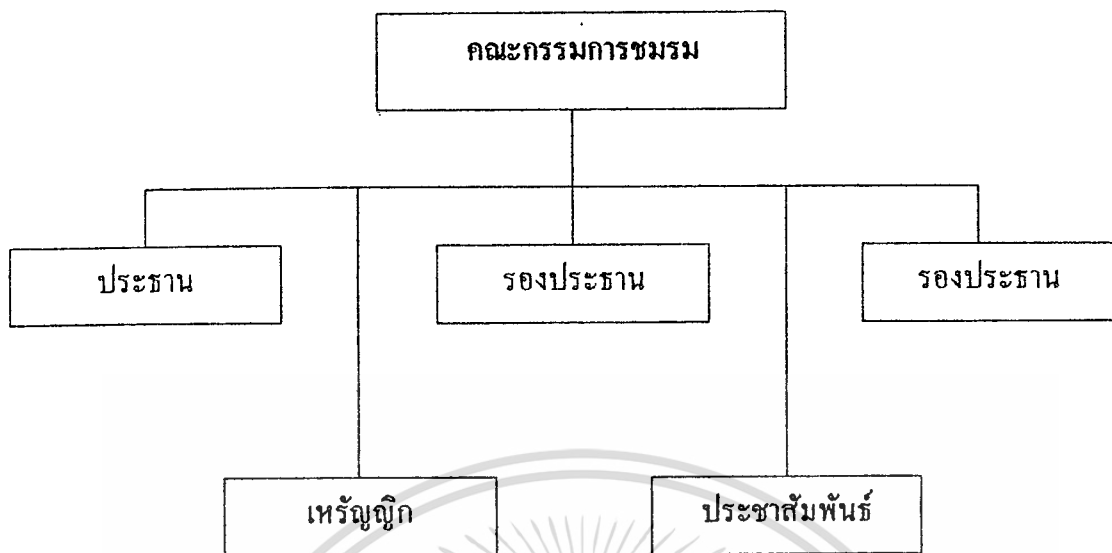 คณะกรรมการชมรม
ประธาน
รองประธาน
รองประธาน
เหรัญญิก
ประชาสัมพันธ์